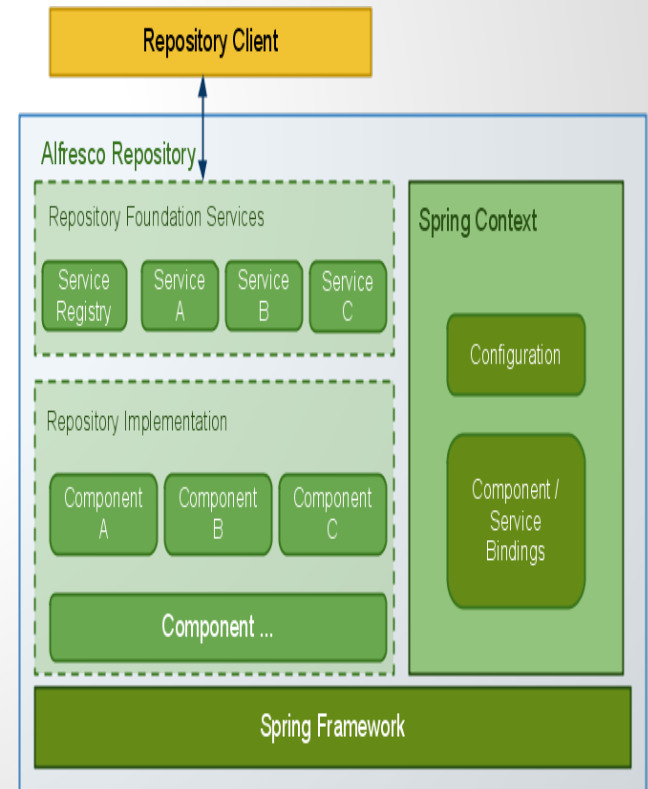 Repository Client
Alfresco Repository
Repository Foundation Services
Service
Registry
Service
A
Service
B
Service
C
Repository Implementation
Component
A
Component
B
Component
C
Component ...
Spring Context
Configuration
Component /
Service
Bindings
Spring Framework